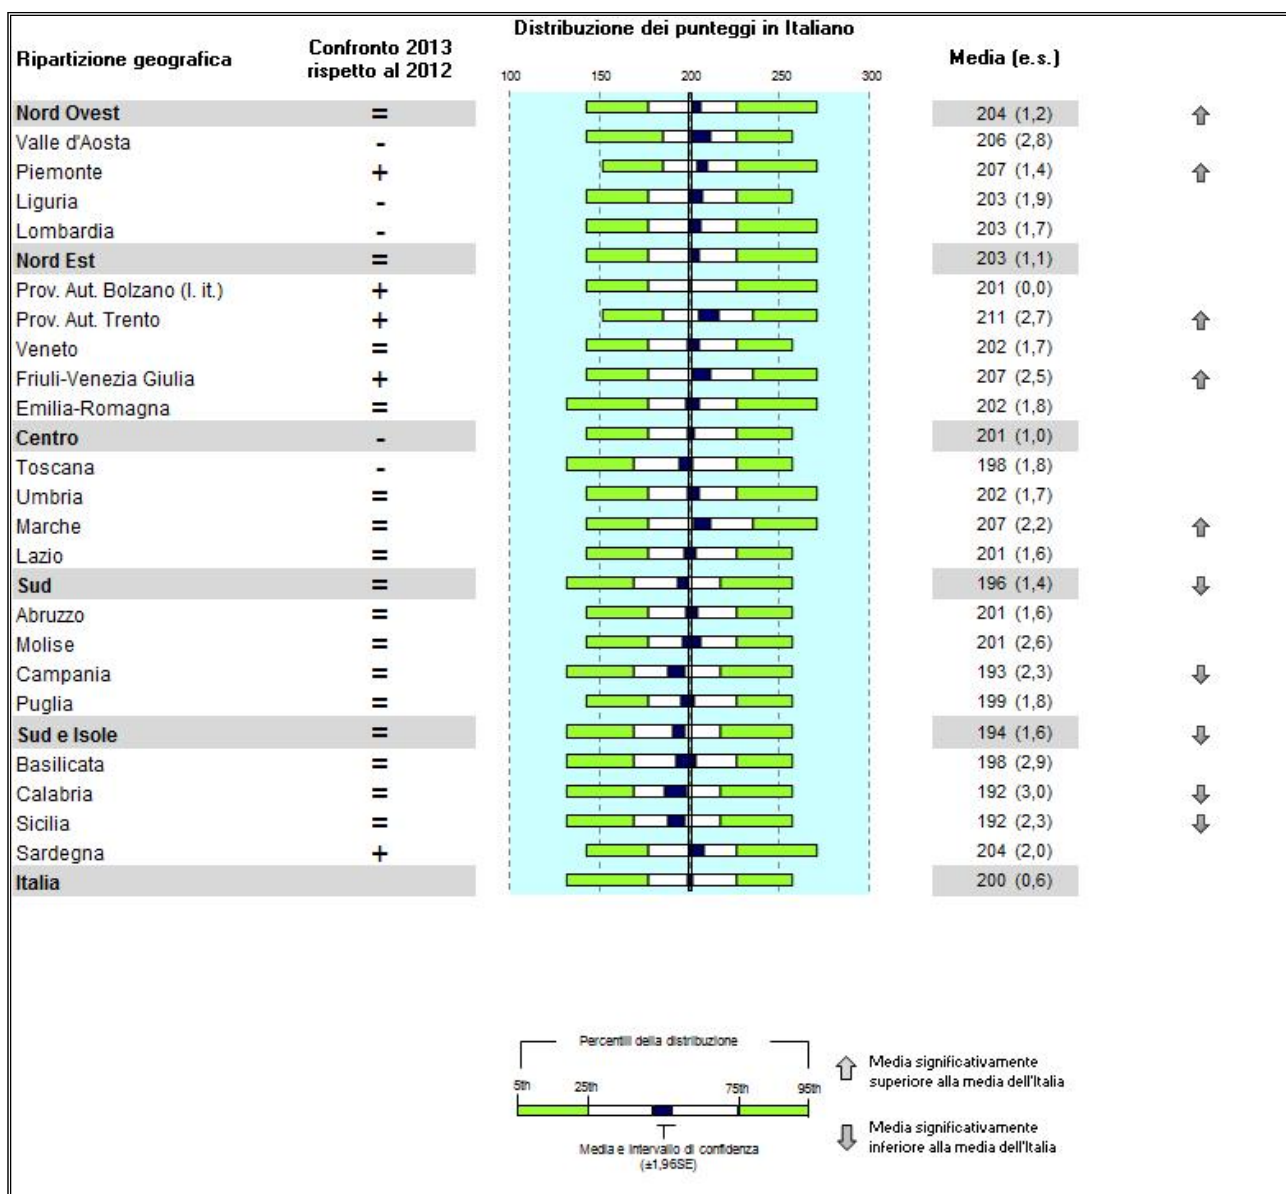 Distribuzione dei punteggi in Italiano
Ripartizione geografica
Confronto 2013
rispetto al 2012
Media (e.s.)
100 150 200 250 300
Nord Ovest = 204 (1,2)
Valle d'Aosta - 206 (2,8)
Piemonte + 207 (1,4)
Liguria - 203 (1,9)
Lombardia - 203 (1,7)
Nord Est = 203 (1,1)
Prov. Aut. Bolzano (l. it.) + 201 (0,0)
Prov. Aut. Trento + 211 (2,7)
Veneto = 202 (1,7)
Friuli-Venezia Giulia + 207 (2,5)
Emilia-Romagna = 202 (1,8)
Centro - 201 (1,0)
Toscana - 198 (1,8)
Umbria = 202 (1,7)
Marche = 207 (2,2)
Lazio = 201 (1,6)
Sud = 196 (1,4)
Abruzzo = 201 (1,6)
Molise = 201 (2,6)
Campania = 193 (2,3)
Puglia = 199 (1,8)
Sud e Isole = 194 (1,6)
Basilicata = 198 (2,9)
Calabria = 192 (3,0)
Sicilia = 192 (2,3)
Sardegna + 204 (2,0)
Italia 200 (0,6)
Percentili della distribuzione
5th 25th 75th 95th
Media e intervallo di confidenza
(±1,96SE)
Media significativamente
superiore alla media dell'Italia
Media significativamente
inferiore alla media dell'Italia